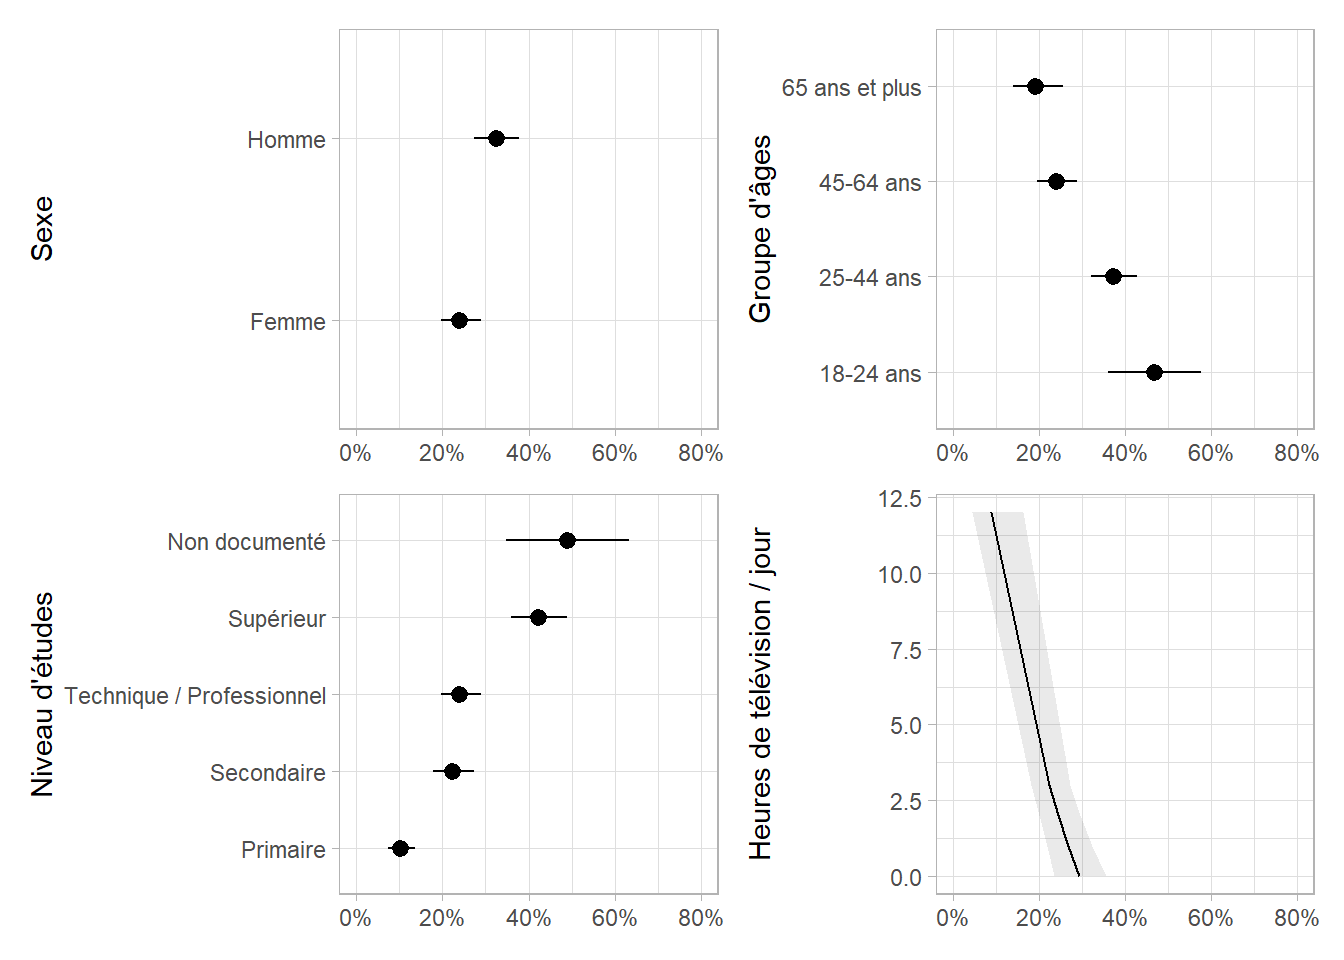 Sexe
Homme
Femme
0% 20% 40% 60% 80%
Groupe d'âges
65 ans et plus
45-64 ans
25-44 ans
18-24 ans
0% 20% 40% 60% 80%
Niveau d'études
Non documenté
Supérieur
Technique / Professionnel
Secondaire
Primaire
0% 20% 40% 60% 80%
Heures de télévision / jour
12.5
10.0
7.5
5.0
2.5
0.0
0% 20% 40% 60% 80%